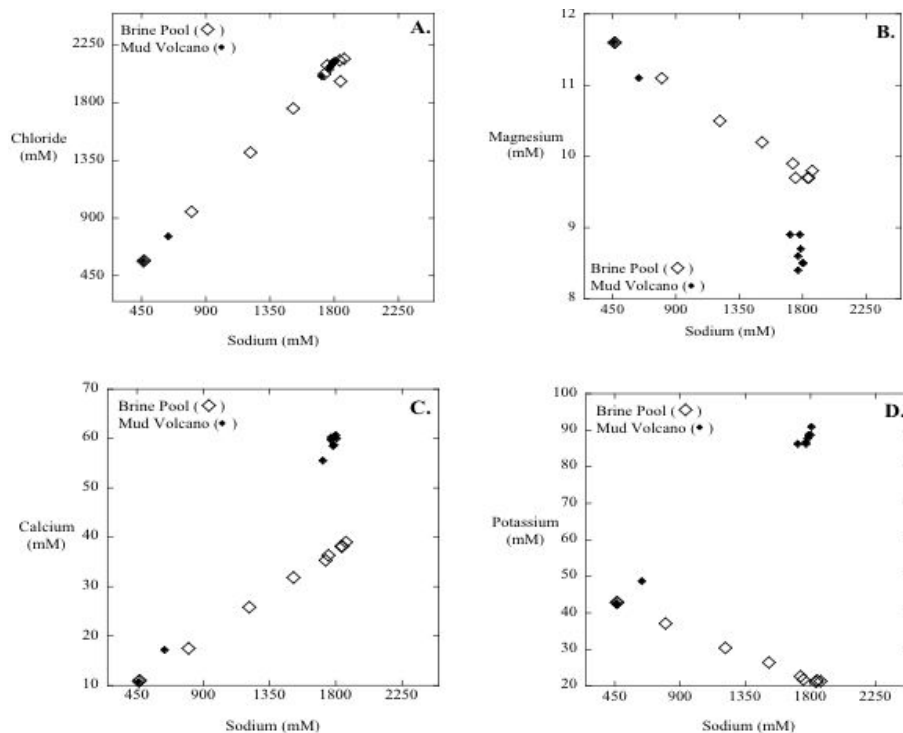 A.
Brine Pool (◇)
Mud Volcano (◆)
2250
1800
1350
900
450
Chloride
(mM)
450 900 1350 1800 2250
Sodium (mM)
B.
12
11
10
9
8
Magnesium
(mM)
Brine Pool (◇)
Mud Volcano (◆)
450 900 1350 1800 2250
Sodium (mM)
C.
Brine Pool (◇)
Mud Volcano (◆)
70
60
50
40
30
20
10
Calcium
(mM)
450 900 1350 1800 2250
Sodium (mM)
D.
Brine Pool (◇)
Mud Volcano (◆)
100
90
80
70
60
50
40
30
20
Potassium
(mM)
450 900 1350 1800 2250
Sodium (mM)